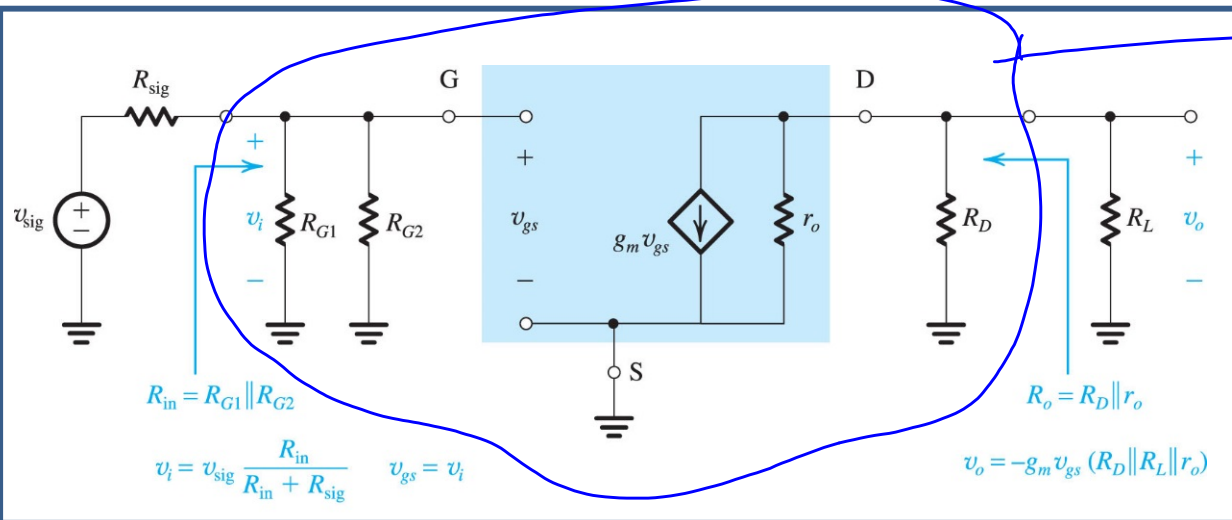 R_sig
G
D
+
+
+
v_sig
+
−
v_i
R_G1
R_G2
v_gs
g_m v_gs
r_o
R_D
R_L
v_o
−
−
−
S
R_in = R_G1 || R_G2
R_o = R_D || r_o
v_i = v_sig R_in / (R_in + R_sig)    v_gs = v_i
v_o = −g_m v_gs (R_D || R_L || r_o)